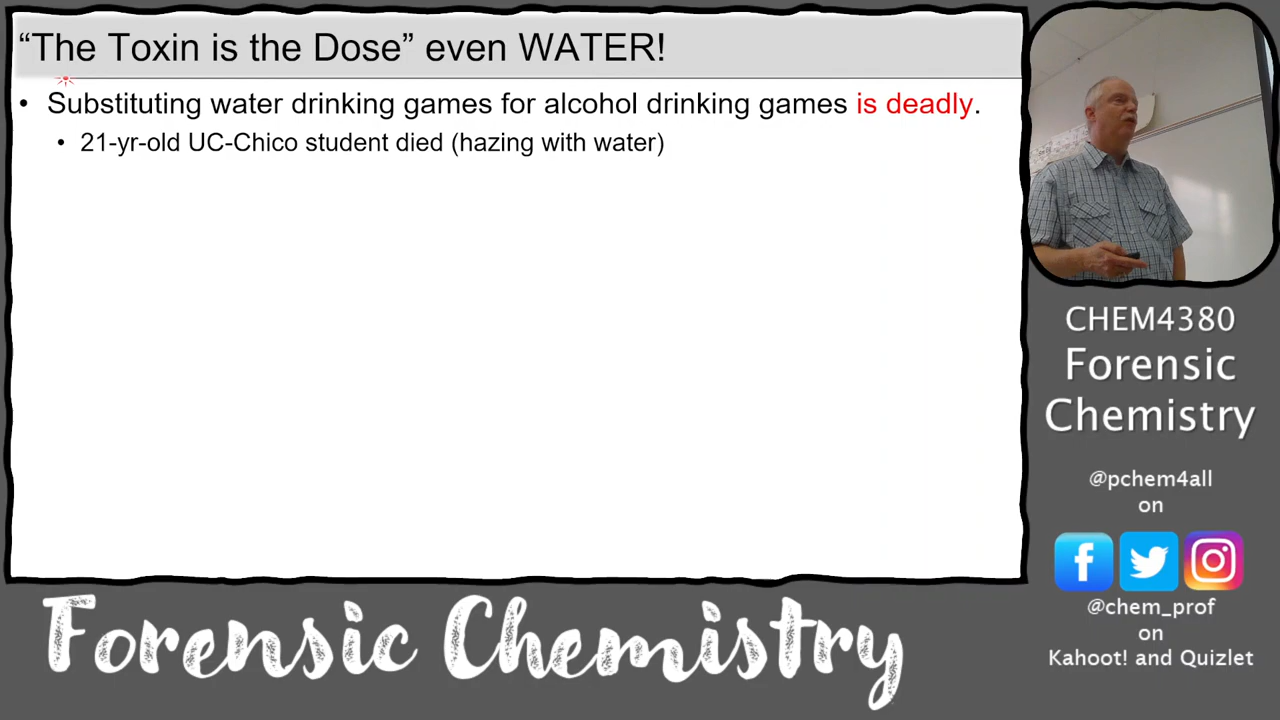 “The Toxin is the Dose” even WATER!
• Substituting water drinking games for alcohol drinking games is deadly.
• 21-yr-old UC-Chico student died (hazing with water)
CHEM4380
Forensic
Chemistry
@pchem4all
on
@chem_prof
on
Kahoot! and Quizlet
Forensic Chemistry